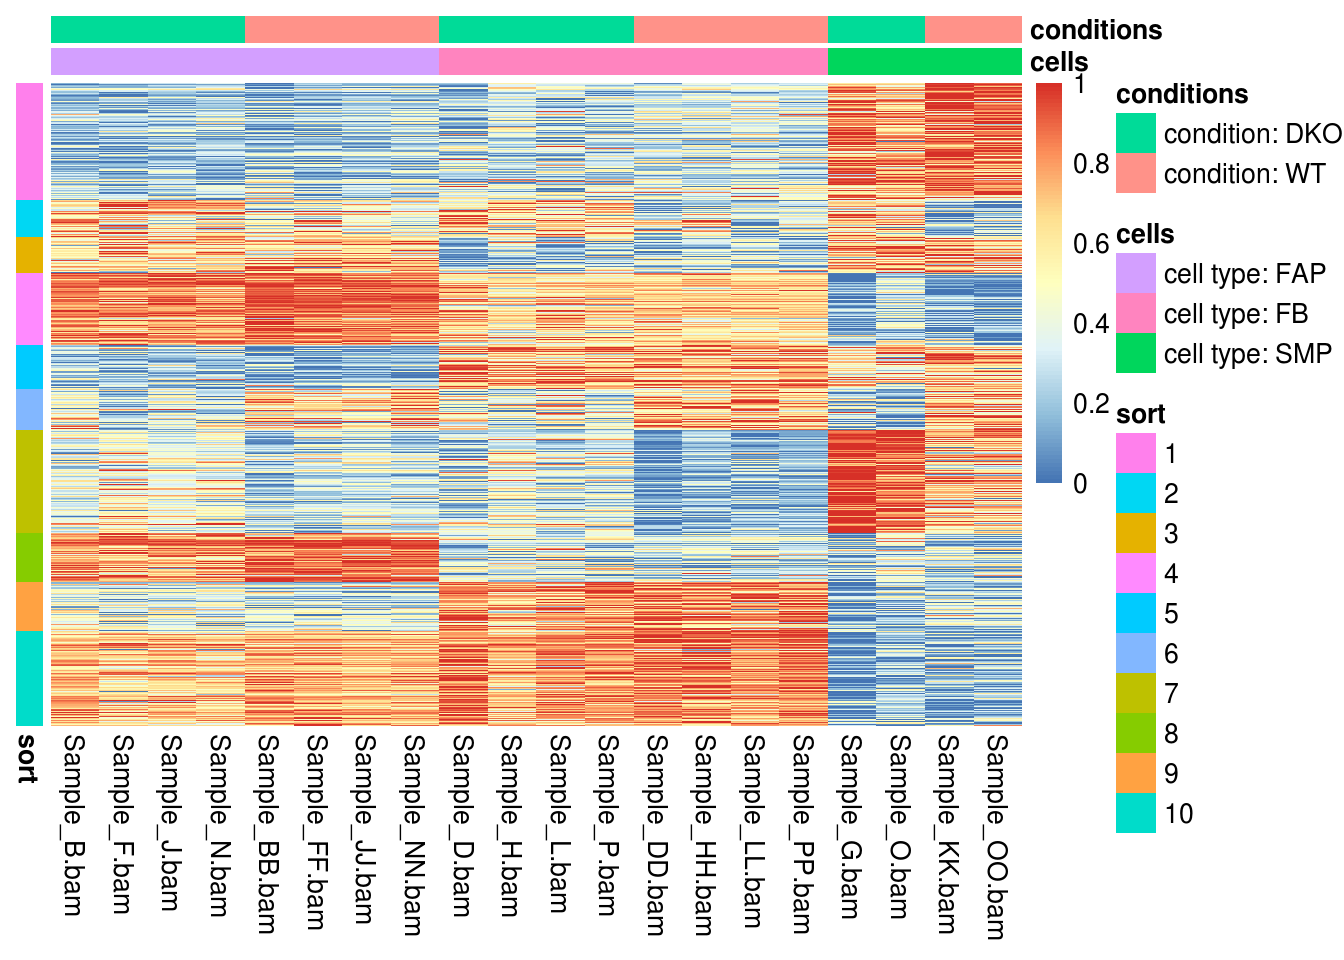 conditions
cells
1
0.8
0.6
0.4
0.2
0
conditions
condition: DKO
condition: WT
cells
cell type: FAP
cell type: FB
cell type: SMP
sort
1
2
3
4
5
6
7
8
9
10
sort
Sample_B.bam
Sample_F.bam
Sample_J.bam
Sample_N.bam
Sample_BB.bam
Sample_FF.bam
Sample_JJ.bam
Sample_NN.bam
Sample_D.bam
Sample_H.bam
Sample_L.bam
Sample_P.bam
Sample_DD.bam
Sample_HH.bam
Sample_LL.bam
Sample_PP.bam
Sample_G.bam
Sample_O.bam
Sample_KK.bam
Sample_OO.bam